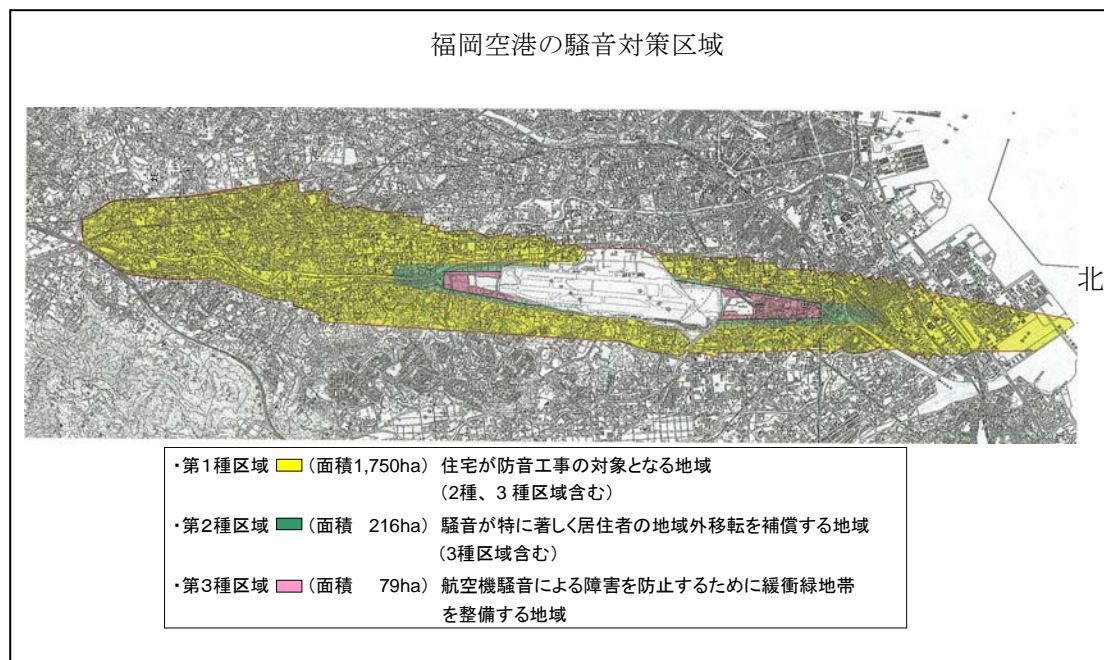 福岡空港の騒音対策区域
北
・第1種区域 (面積1,750ha) 住宅が防音工事の対象となる地域
(2種、3種区域含む)
・第2種区域 (面積 216ha) 騒音が特に著しく居住者の地域外移転を補償する地域
(3種区域含む)
・第3種区域 (面積 79ha) 航空機騒音による障害を防止するために緩衝緑地帯
を整備する地域